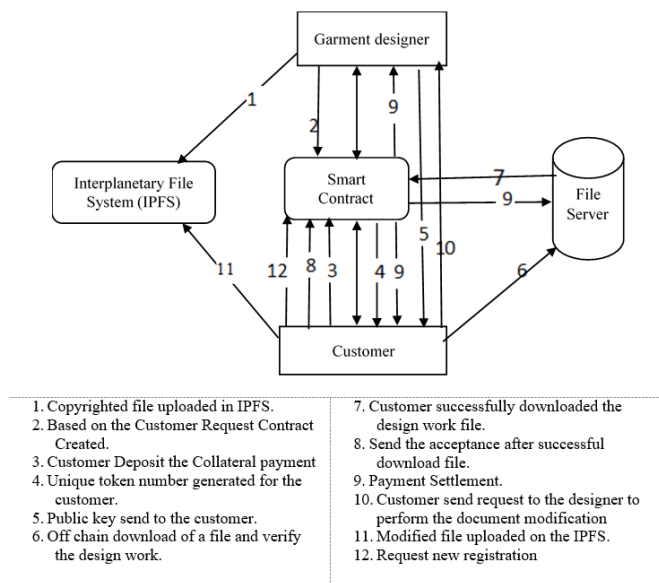 Garment designer
1
2
9
Interplanetary File
System (IPFS)
Smart
Contract
7
9
File
Server
5
10
11
12
8
3
4
9
6
Customer
1. Copyrighted file uploaded in IPFS.
2. Based on the Customer Request Contract
Created.
3. Customer Deposit the Collateral payment
4. Unique token number generated for the
customer.
5. Public key send to the customer.
6. Off chain download of a file and verify
the design work.
7. Customer successfully downloaded the
design work file.
8. Send the acceptance after successful
download file.
9. Payment Settlement.
10. Customer send request to the designer to
perform the document modification
11. Modified file uploaded on the IPFS.
12. Request new registration